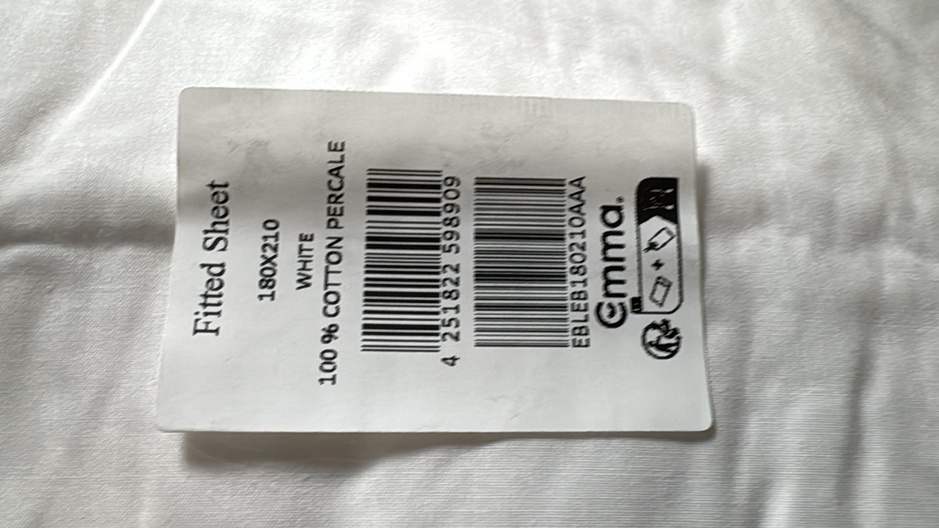 Fitted Sheet
180X210
WHITE
100 % COTTON PERCALE
4 251822 598909
EBLEB180210AAA
emma.